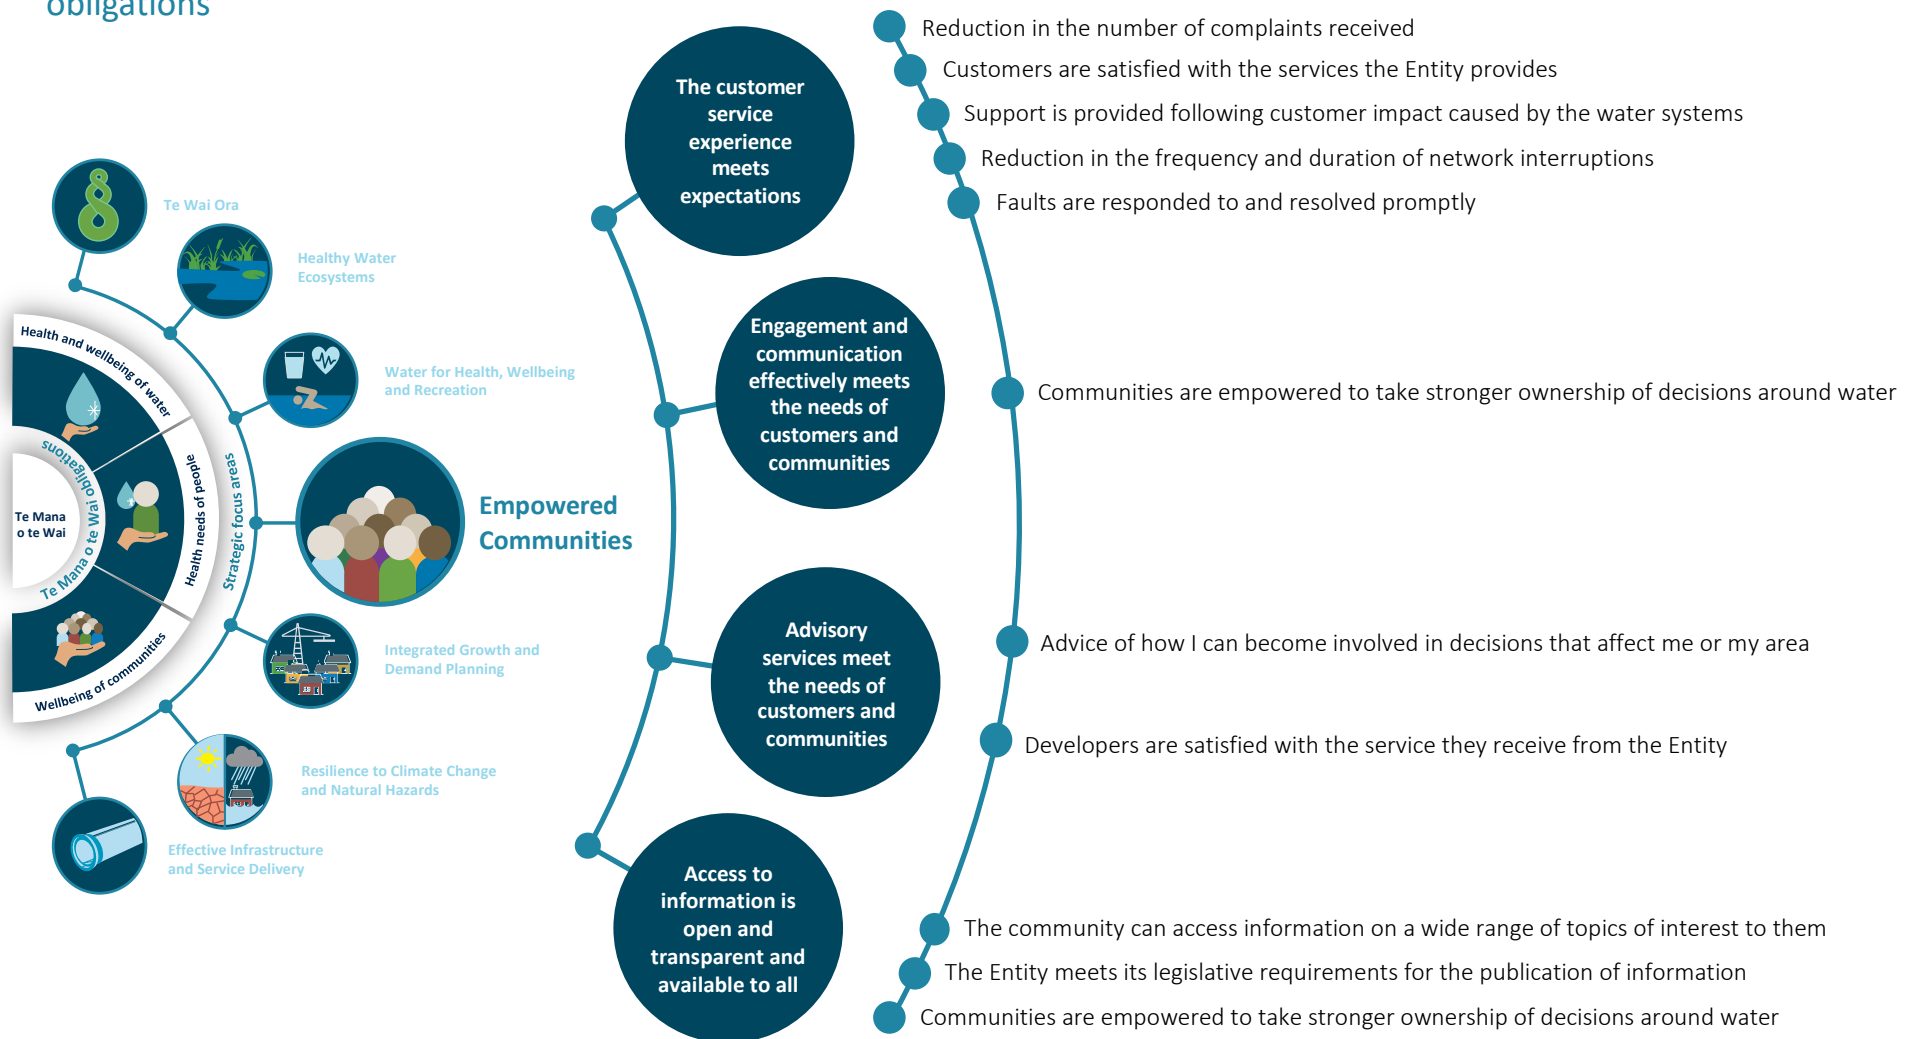 obligations
Te Mana
o te Wai
Te Mana o te Wai obligations
Health and wellbeing of water
Health needs of people
Wellbeing of communities
Strategic focus areas
Te Wai Ora
Healthy Water
Ecosystems
Water for Health, Wellbeing
and Recreation
Empowered
Communities
Integrated Growth and
Demand Planning
Resilience to Climate Change
and Natural Hazards
Effective Infrastructure
and Service Delivery
The customer
service
experience
meets
expectations
Engagement and
communication
effectively meets
the needs of
customers and
communities
Advisory
services meet
the needs of
customers and
communities
Access to
information is
open and
transparent and
available to all
Reduction in the number of complaints received
Customers are satisfied with the services the Entity provides
Support is provided following customer impact caused by the water systems
Reduction in the frequency and duration of network interruptions
Faults are responded to and resolved promptly
Communities are empowered to take stronger ownership of decisions around water
Advice of how I can become involved in decisions that affect me or my area
Developers are satisfied with the service they receive from the Entity
The community can access information on a wide range of topics of interest to them
The Entity meets its legislative requirements for the publication of information
Communities are empowered to take stronger ownership of decisions around water